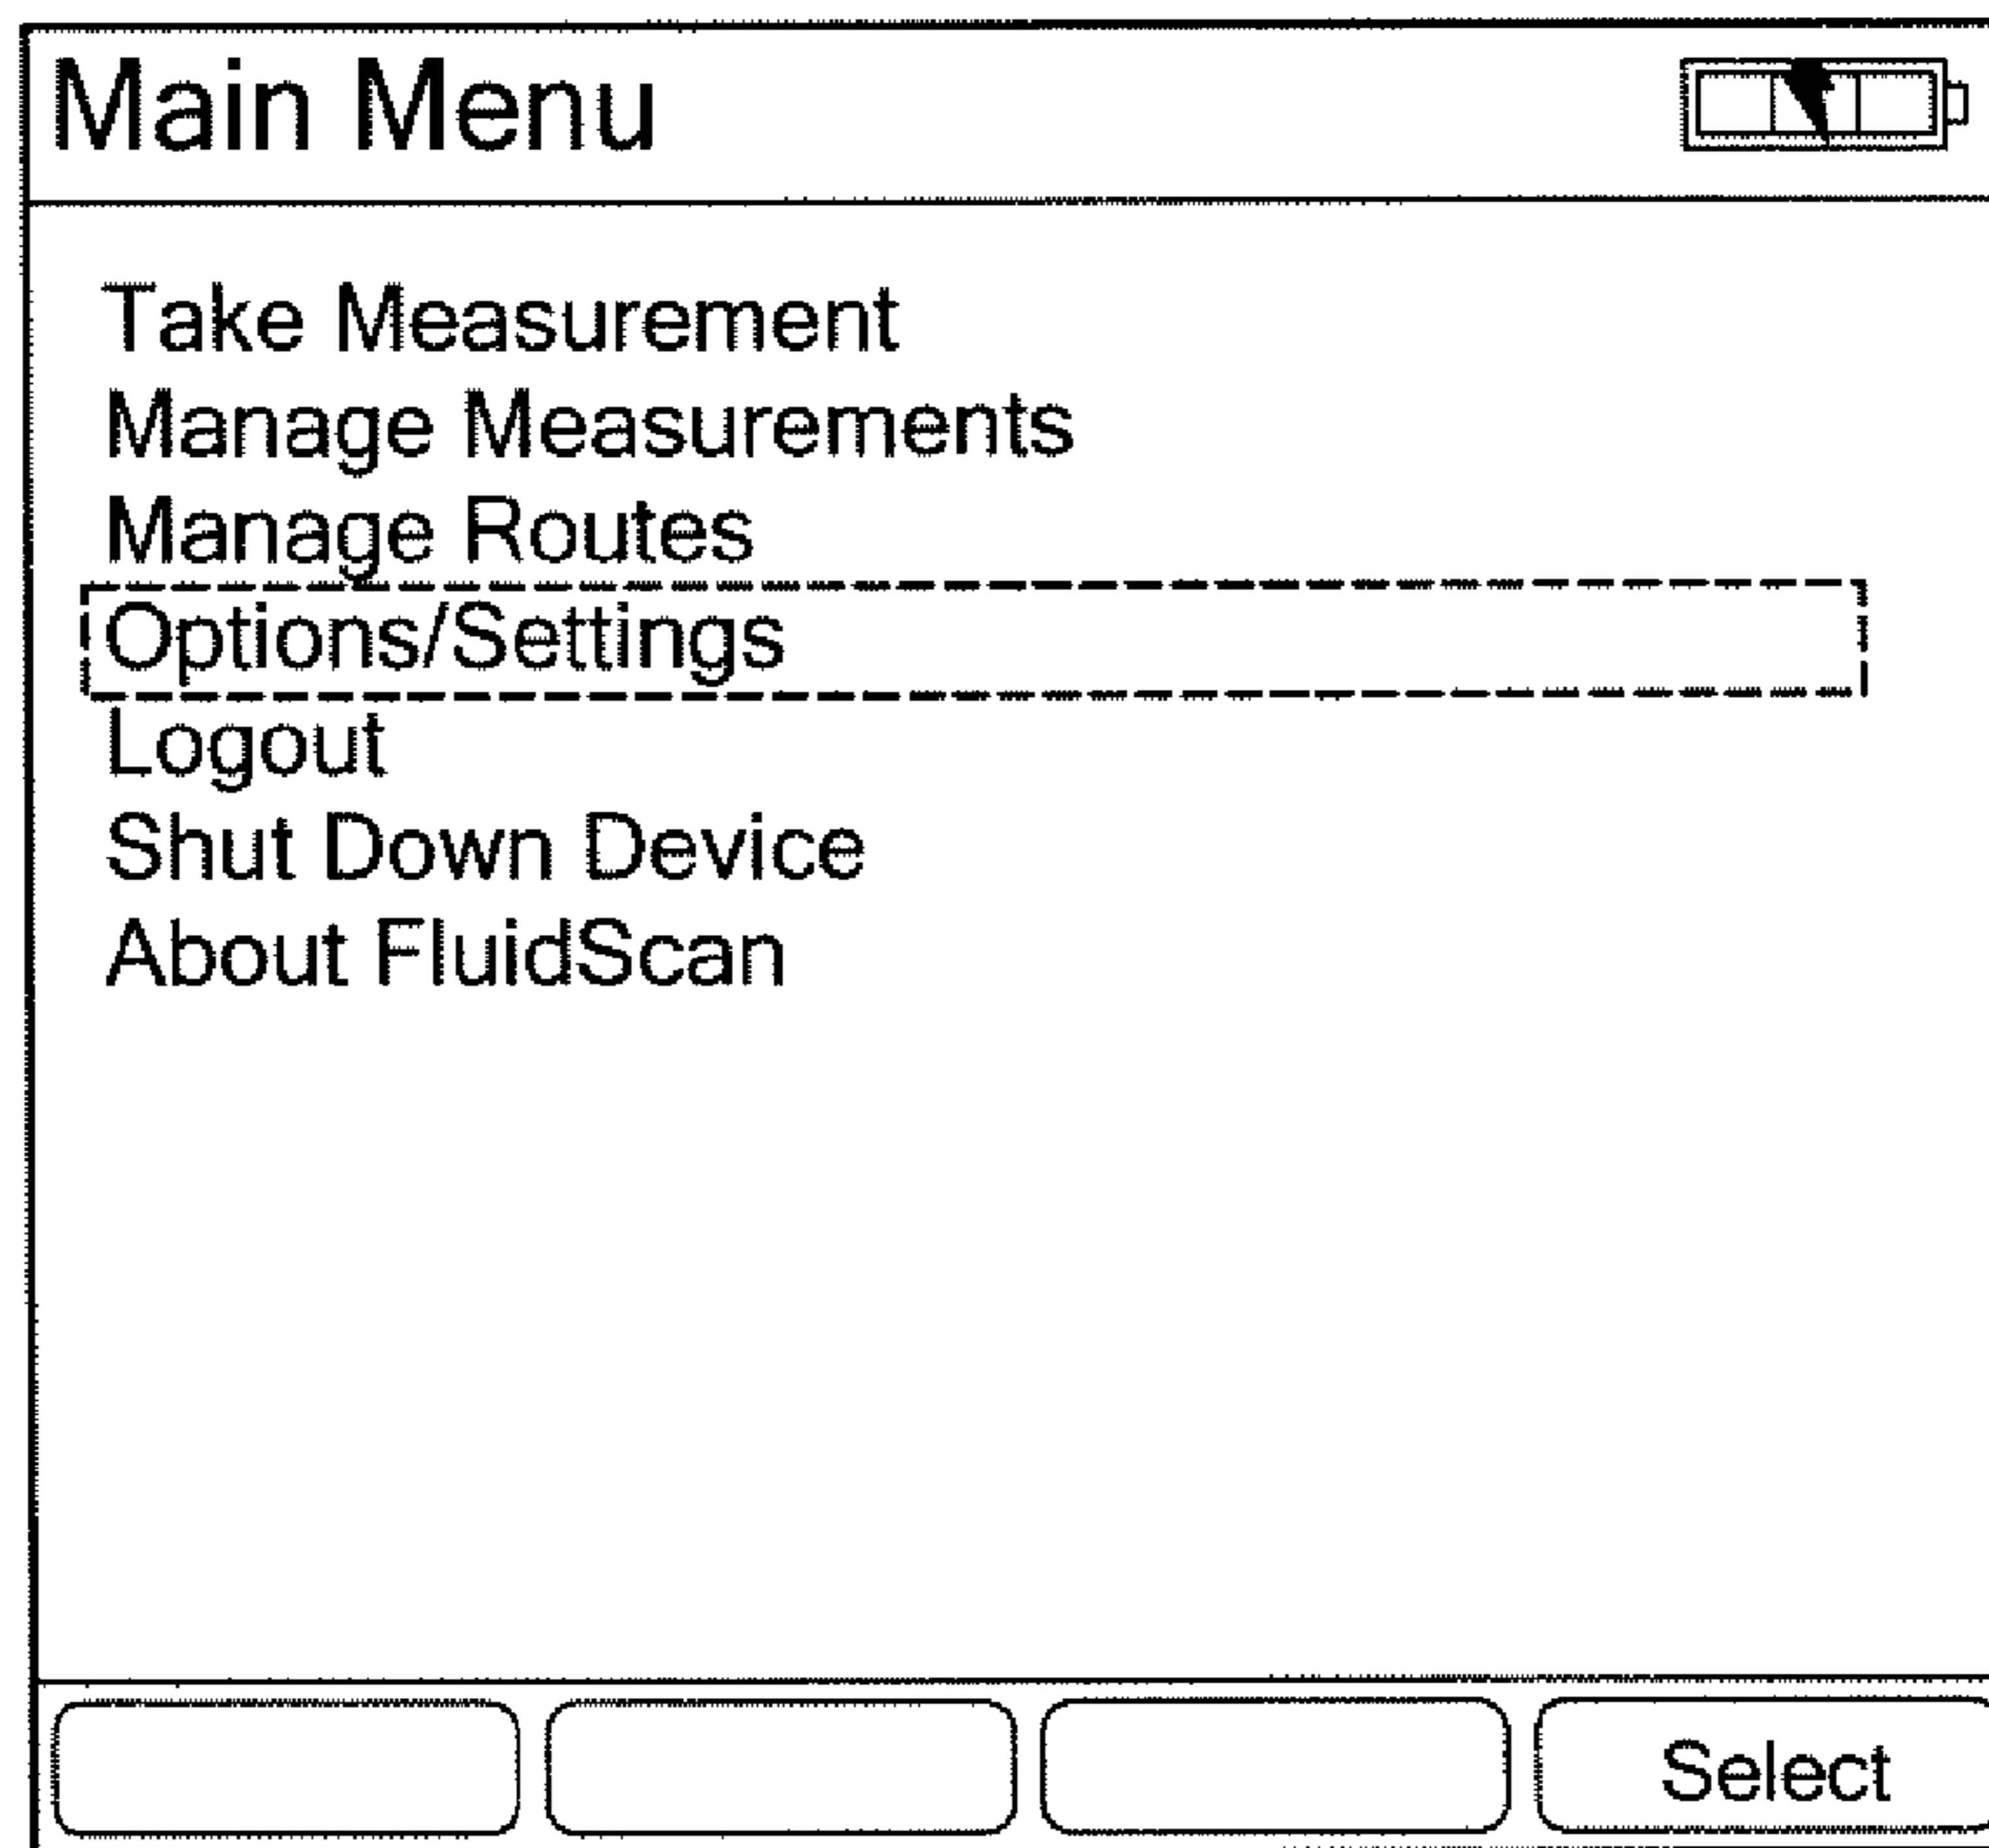 Main Menu
Take Measurement
Manage Measurements
Manage Routes
Options/Settings
Logout
Shut Down Device
About FluidScan
Select